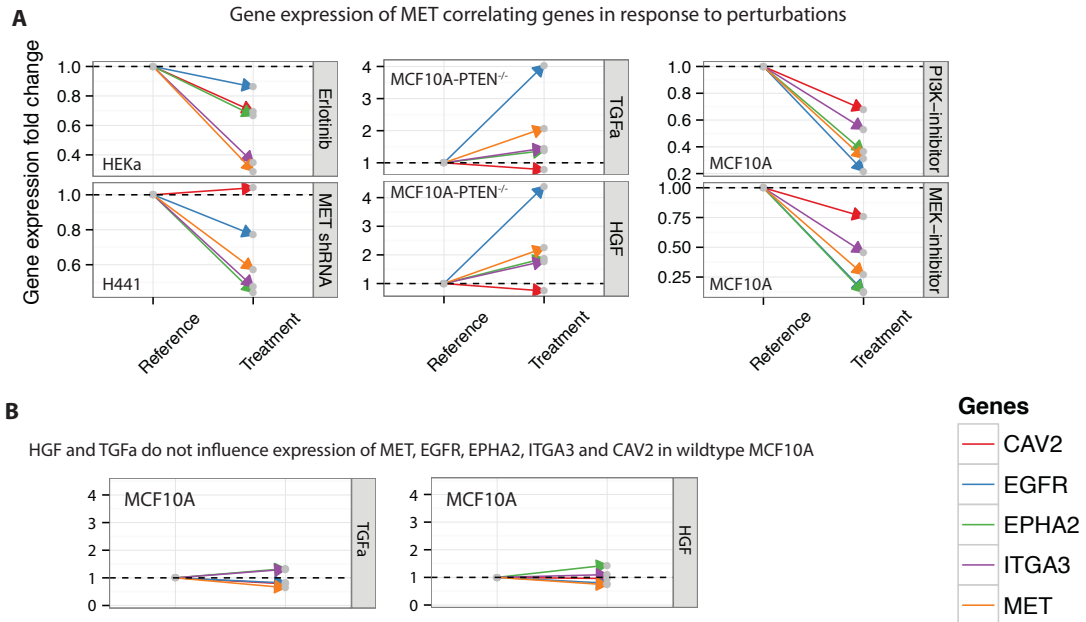 A
Gene expression of MET correlating genes in response to perturbations
Gene expression fold change
1.0
0.8
0.6
0.4
HEKa
Erlotinib
4
3
2
1
MCF10A-PTEN-/-
TGFa
1.0
0.8
0.6
0.4
0.2
MCF10A
PI3K-inhibitor
1.0
0.8
0.6
H441
MET shRNA
4
3
2
1
MCF10A-PTEN-/-
HGF
1.00
0.75
0.50
0.25
MCF10A
MEK-inhibitor
Reference
Treatment
Reference
Treatment
Reference
Treatment
B
HGF and TGFa do not influence expression of MET, EGFR, EPHA2, ITGA3 and CAV2 in wildtype MCF10A
4
3
2
1
0
MCF10A
TGFa
4
3
2
1
0
MCF10A
HGF
Genes
CAV2
EGFR
EPHA2
ITGA3
MET